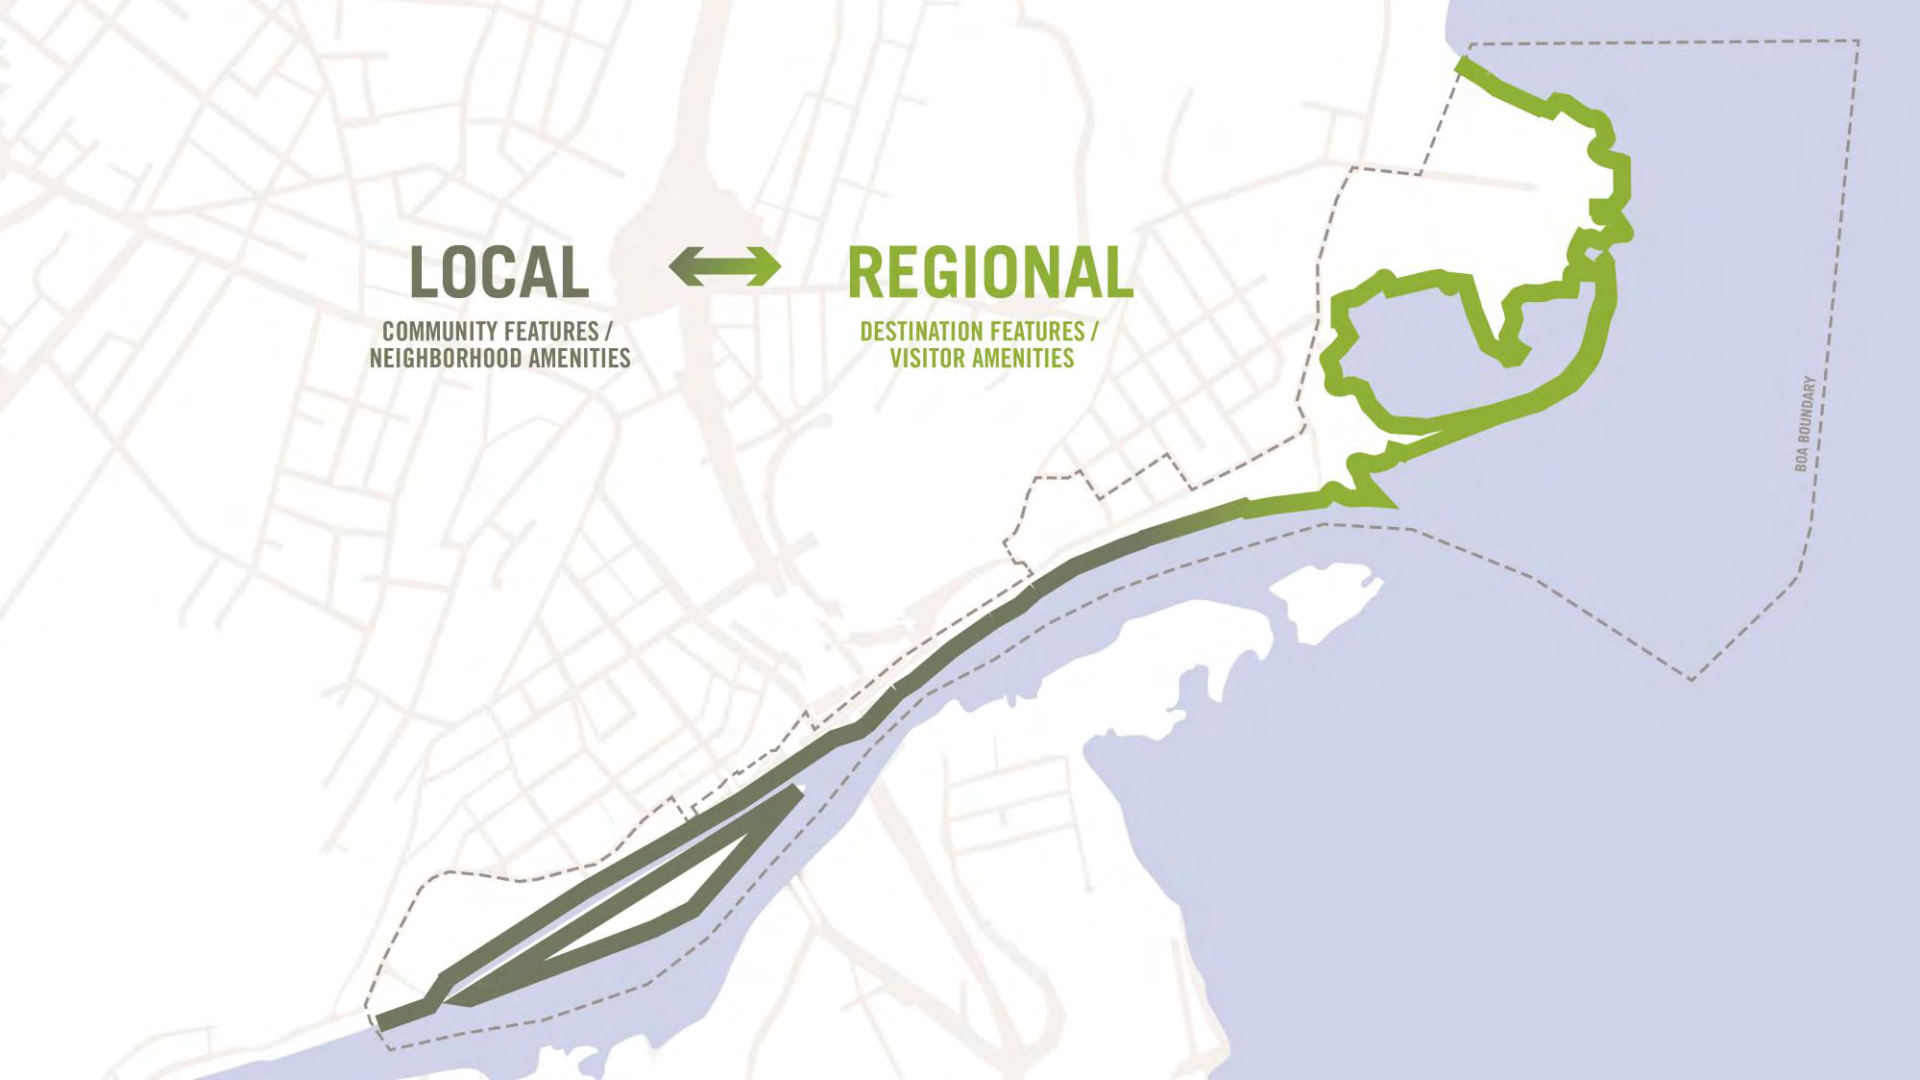 LOCAL
COMMUNITY FEATURES /
NEIGHBORHOOD AMENITIES
REGIONAL
DESTINATION FEATURES /
VISITOR AMENITIES
BOA BOUNDARY